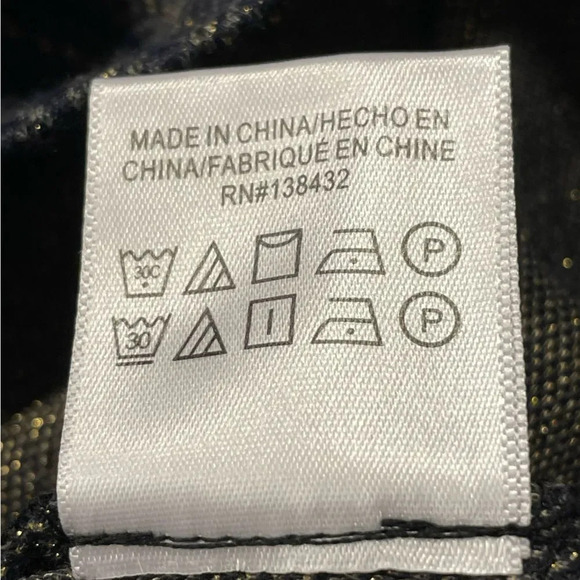 MADE IN CHINA/HECHO EN
CHINA/FABRIQUÉ EN CHINE
RN#138432
30C P
30 P